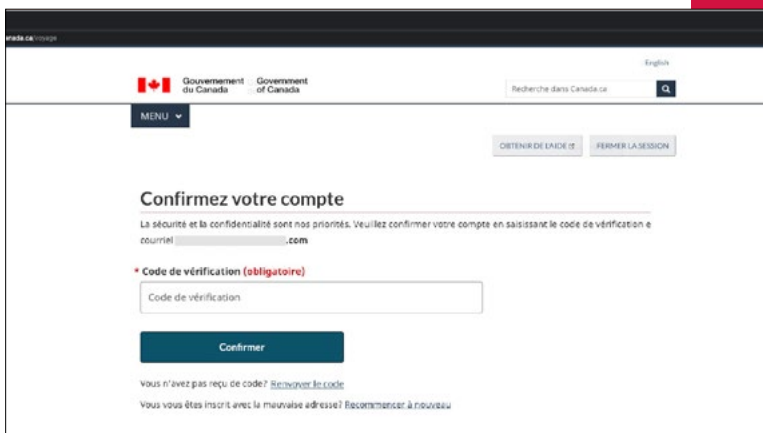 anada.ca/voyage
English
Gouvernement Government
du Canada of Canada
Recherche dans Canada.ca
MENU
OBTENIR DE L'AIDE
FERMER LA SESSION
Confirmez votre compte
La sécurité et la confidentialité sont nos priorités. Veuillez confirmer votre compte en saisissant le code de vérification e
courriel .com
* Code de vérification (obligatoire)
Code de vérification
Confirmer
Vous n'avez pas reçu de code? Renvoyer le code
Vous vous êtes inscrit avec la mauvaise adresse? Recommencer à nouveau